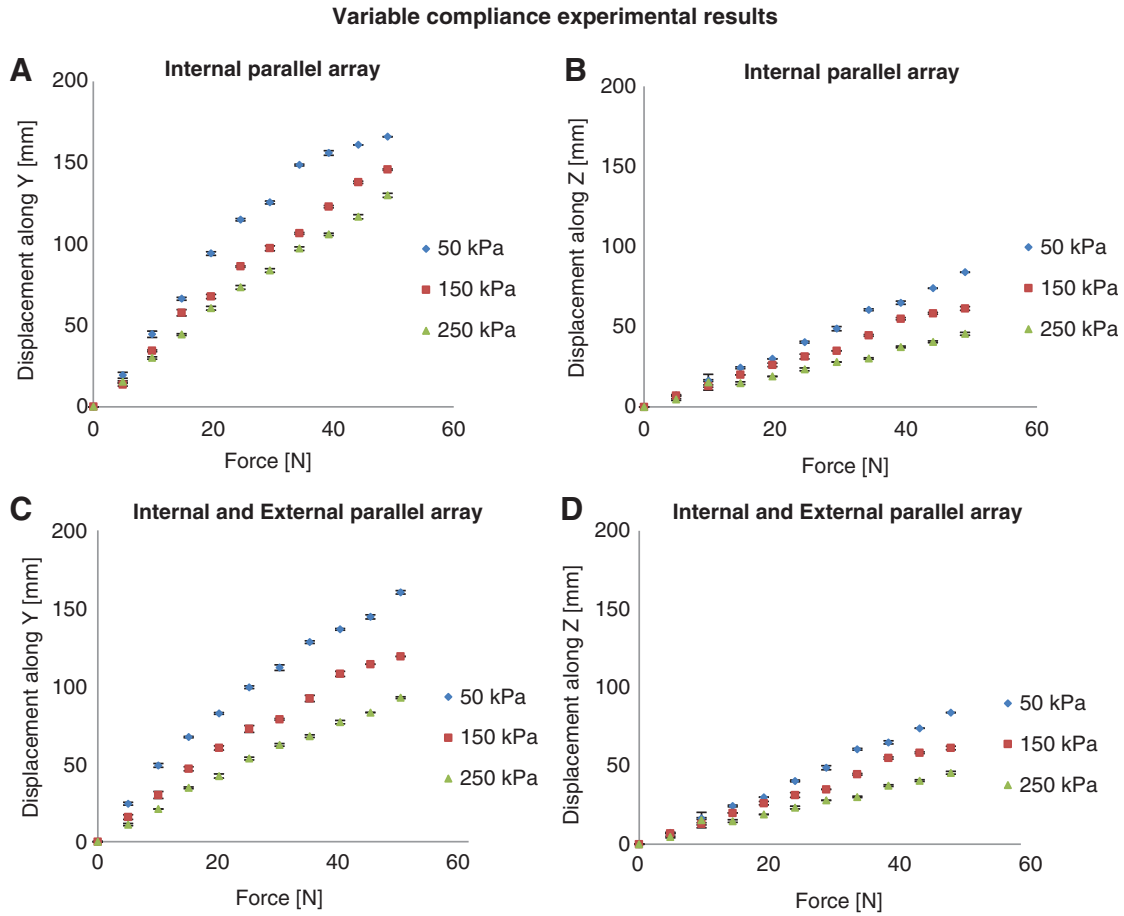 Variable compliance experimental results
A
Internal parallel array
200
150
100
50
0
0
20
40
60
Displacement along Y [mm]
Force [N]
50 kPa
150 kPa
250 kPa
B
Internal parallel array
200
150
100
50
0
0
20
40
60
Displacement along Z [mm]
Force [N]
50 kPa
150 kPa
250 kPa
C
Internal and External parallel array
200
150
100
50
0
0
20
40
60
Displacement along Y [mm]
Force [N]
50 kPa
150 kPa
250 kPa
D
Internal and External parallel array
200
150
100
50
0
0
20
40
60
Displacement along Z [mm]
Force [N]
50 kPa
150 kPa
250 kPa